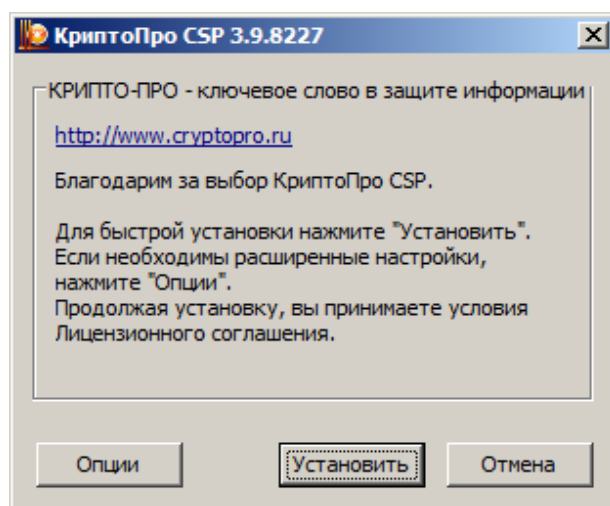 КриптоПро CSP 3.9.8227
КРИПТО-ПРО - ключевое слово в защите информации
http://www.cryptopro.ru
Благодарим за выбор КриптоПро CSP.
Для быстрой установки нажмите "Установить".
Если необходимы расширенные настройки,
нажмите "Опции".
Продолжая установку, вы принимаете условия
Лицензионного соглашения.
Опции Установить Отмена